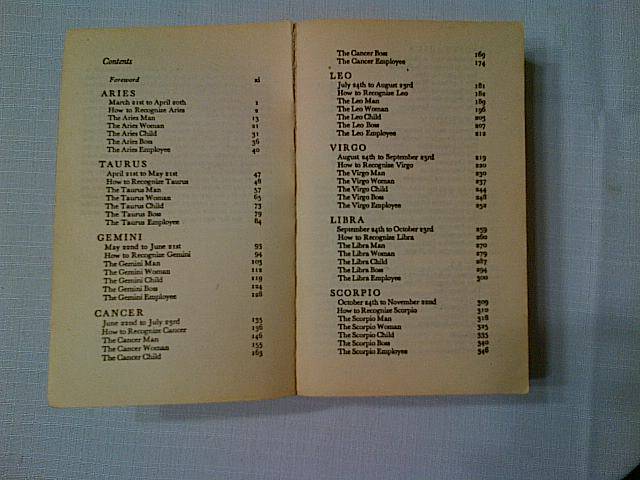 Contents
Foreword xi
ARIES
March 21st to April 20th 1
How to Recognize Aries 2
The Aries Man 13
The Aries Woman 21
The Aries Child 31
The Aries Boss 36
The Aries Employee 40
TAURUS
April 21st to May 21st 47
How to Recognize Taurus 48
The Taurus Man 57
The Taurus Woman 65
The Taurus Child 73
The Taurus Boss 79
The Taurus Employee 84
GEMINI
May 22nd to June 21st 93
How to Recognize Gemini 94
The Gemini Man 105
The Gemini Woman 112
The Gemini Child 119
The Gemini Boss 124
The Gemini Employee 128
CANCER
June 22nd to July 23rd 135
How to Recognize Cancer 136
The Cancer Man 146
The Cancer Woman 155
The Cancer Child 163
The Cancer Boss 169
The Cancer Employee 174
LEO
July 24th to August 23rd 181
How to Recognize Leo 182
The Leo Man 189
The Leo Woman 196
The Leo Child 203
The Leo Boss 207
The Leo Employee 212
VIRGO
August 24th to September 23rd 219
How to Recognize Virgo 220
The Virgo Man 230
The Virgo Woman 237
The Virgo Child 244
The Virgo Boss 248
The Virgo Employee 252
LIBRA
September 24th to October 23rd 259
How to Recognize Libra 260
The Libra Man 270
The Libra Woman 279
The Libra Child 287
The Libra Boss 294
The Libra Employee 300
SCORPIO
October 24th to November 22nd 309
How to Recognize Scorpio 310
The Scorpio Man 318
The Scorpio Woman 325
The Scorpio Child 335
The Scorpio Boss 340
The Scorpio Employee 346